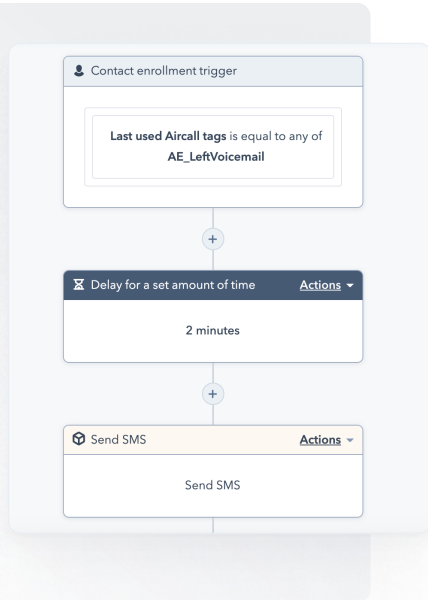 Contact enrollment trigger
Last used Aircall tags is equal to any of
AE_LeftVoicemail
+
Delay for a set amount of time Actions
2 minutes
+
Send SMS Actions
Send SMS